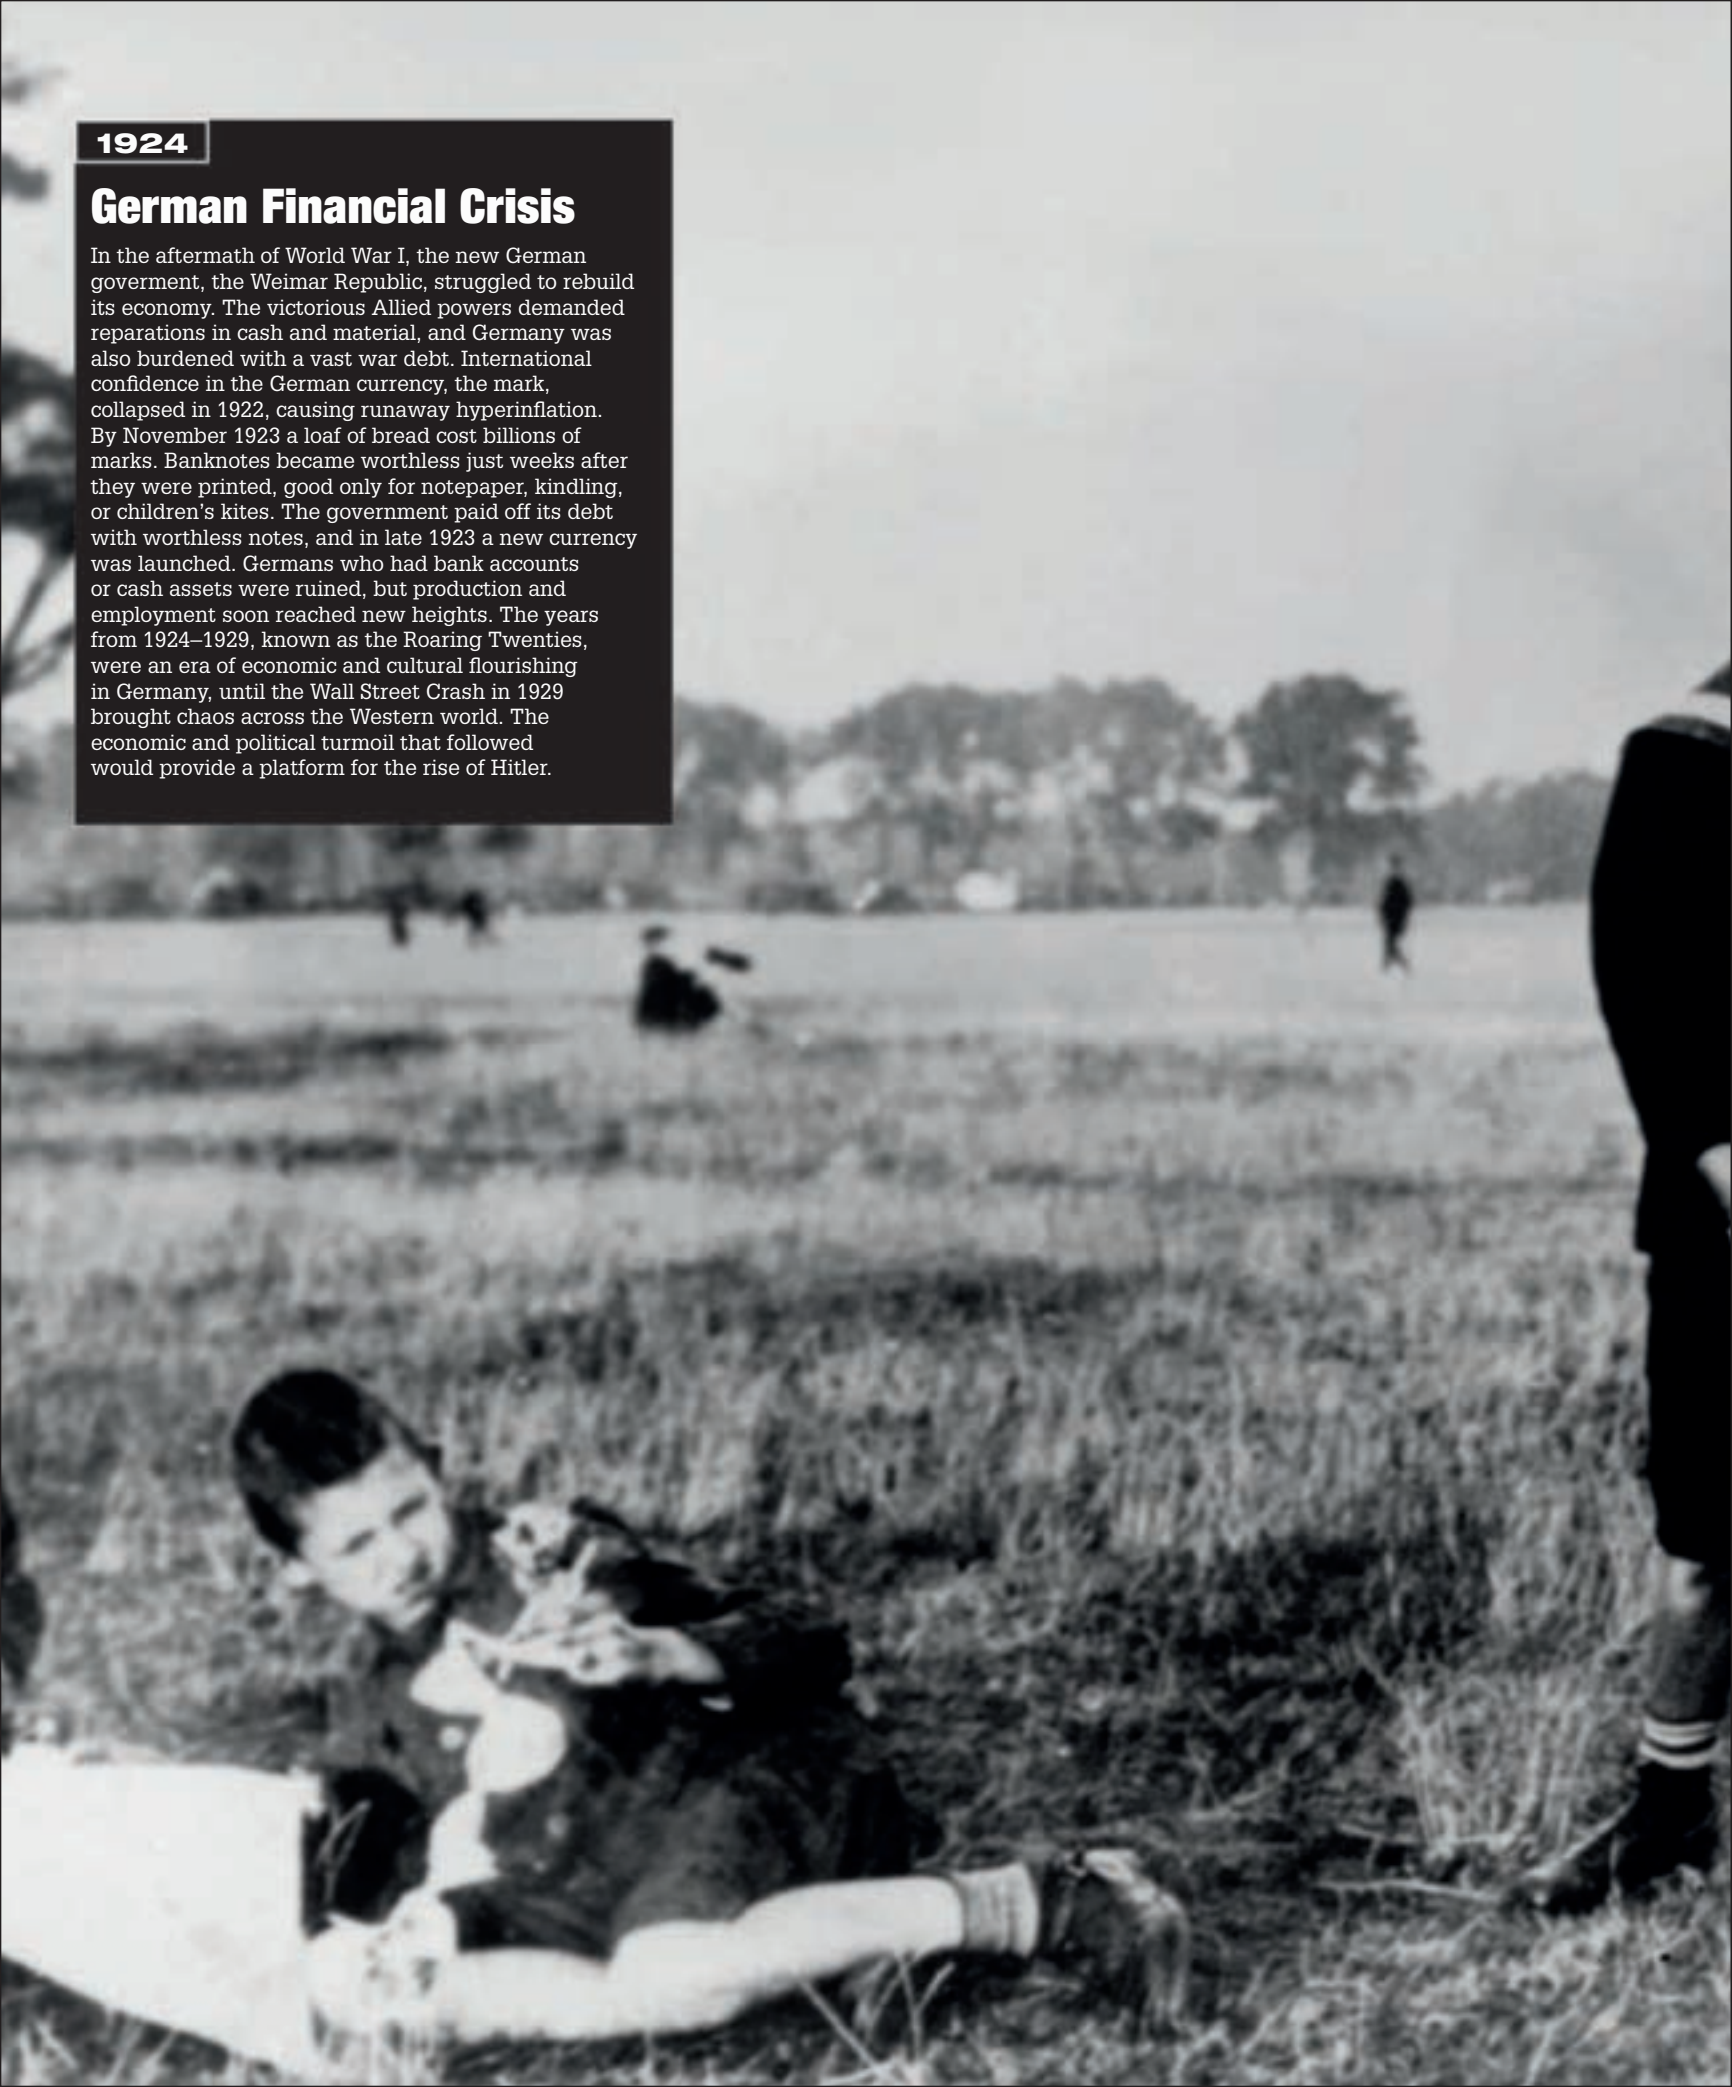 1924
German Financial Crisis
In the aftermath of World War I, the new German
goverment, the Weimar Republic, struggled to rebuild
its economy. The victorious Allied powers demanded
reparations in cash and material, and Germany was
also burdened with a vast war debt. International
confidence in the German currency, the mark,
collapsed in 1922, causing runaway hyperinflation.
By November 1923 a loaf of bread cost billions of
marks. Banknotes became worthless just weeks after
they were printed, good only for notepaper, kindling,
or children’s kites. The government paid off its debt
with worthless notes, and in late 1923 a new currency
was launched. Germans who had bank accounts
or cash assets were ruined, but production and
employment soon reached new heights. The years
from 1924–1929, known as the Roaring Twenties,
were an era of economic and cultural flourishing
in Germany, until the Wall Street Crash in 1929
brought chaos across the Western world. The
economic and political turmoil that followed
would provide a platform for the rise of Hitler.